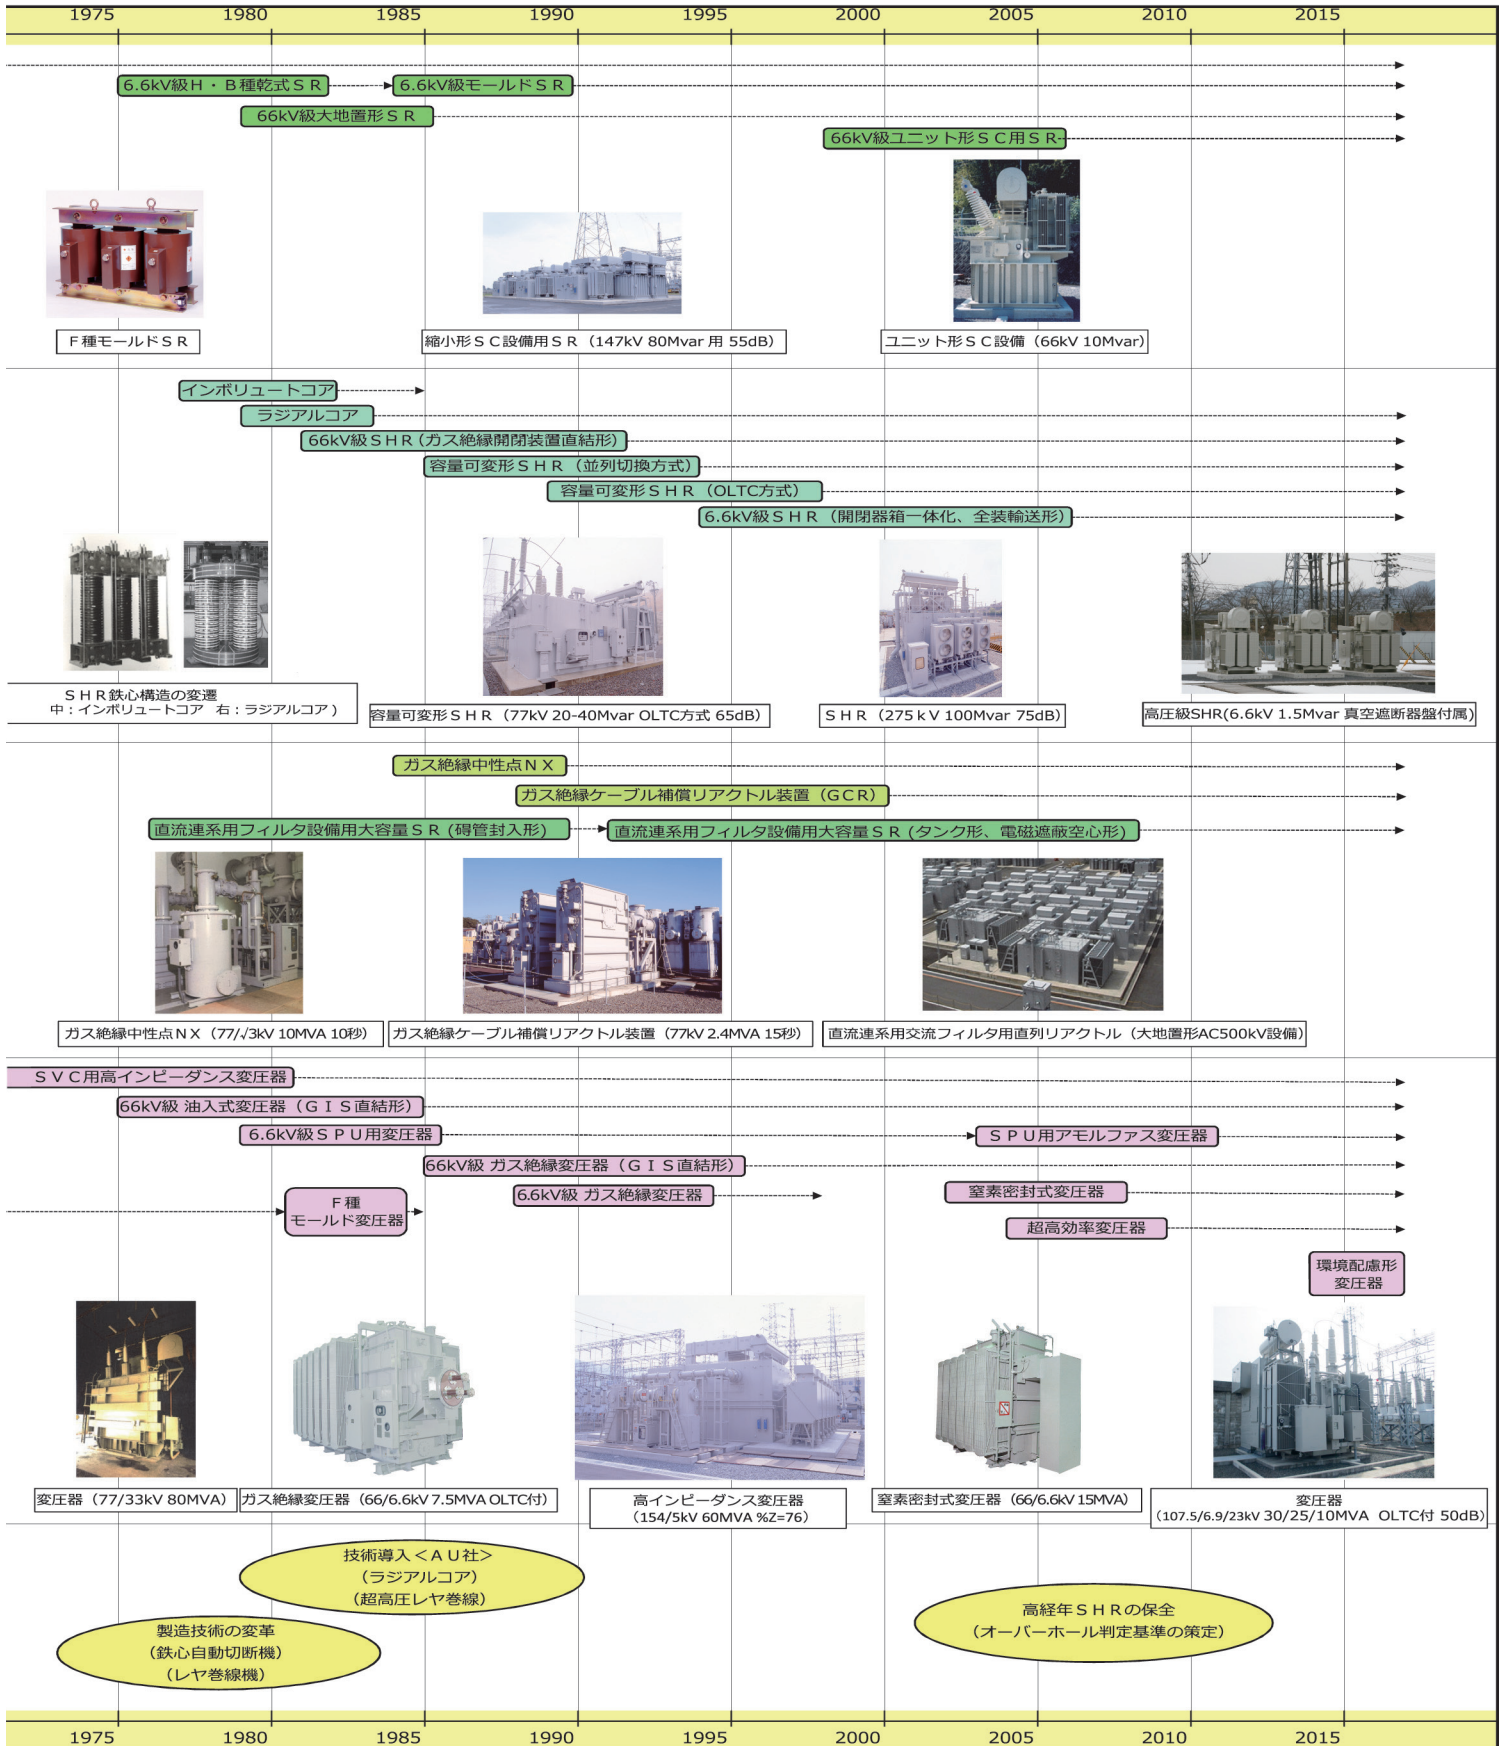 1975 1980 1985 1990 1995 2000 2005 2010 2015
6.6kV級H・B種乾式SR
6.6kV級モールドSR
66kV級大地置形SR
66kV級ユニット形SC用SR
F種モールドSR
縮小形SC設備用SR（147kV 80Mvar 用 55dB）
ユニット形SC設備（66kV 10Mvar）
インボリュートコア
ラジアルコア
66kV級SHR(ガス絶縁開閉装置直結形)
容量可変形SHR（並列切換方式）
容量可変形SHR（OLTC方式）
6.6kV級SHR（開閉器箱一体化、全装輸送形）
SHR鉄心構造の変遷
中：インボリュートコア　右：ラジアルコア）
容量可変形SHR（77kV 20-40Mvar OLTC方式 65dB）
SHR（275kV 100Mvar 75dB）
高圧級SHR(6.6kV 1.5Mvar 真空遮断器盤付属)
ガス絶縁中性点NX
ガス絶縁ケーブル補償リアクトル装置（GCR）
直流連系用フィルタ設備用大容量SR (碍管封入形)
直流連系用フィルタ設備用大容量SR (タンク形、電磁遮蔽空心形)
ガス絶縁中性点NX（77/√3kV 10MVA 10秒）
ガス絶縁ケーブル補償リアクトル装置（77kV 2.4MVA 15秒）
直流連系用交流フィルタ用直列リアクトル（大地置形AC500kV設備）
SVC用高インピーダンス変圧器
66kV級 油入式変圧器（GIS直結形）
6.6kV級SPU用変圧器
SPU用アモルファス変圧器
66kV級 ガス絶縁変圧器（GIS直結形）
6.6kV級 ガス絶縁変圧器
窒素密封式変圧器
F種
モールド変圧器
超高効率変圧器
環境配慮形
変圧器
変圧器（77/33kV 80MVA）
ガス絶縁変圧器（66/6.6kV 7.5MVA OLTC付）
高インピーダンス変圧器
（154/5kV 60MVA %Z=76）
窒素密封式変圧器（66/6.6kV 15MVA）
変圧器
（107.5/6.9/23kV 30/25/10MVA OLTC付 50dB）
技術導入＜AU社＞
（ラジアルコア）
（超高圧レヤ巻線）
製造技術の変革
（鉄心自動切断機）
（レヤ巻線機）
高経年SHRの保全
（オーバーホール判定基準の策定）
1975 1980 1985 1990 1995 2000 2005 2010 2015